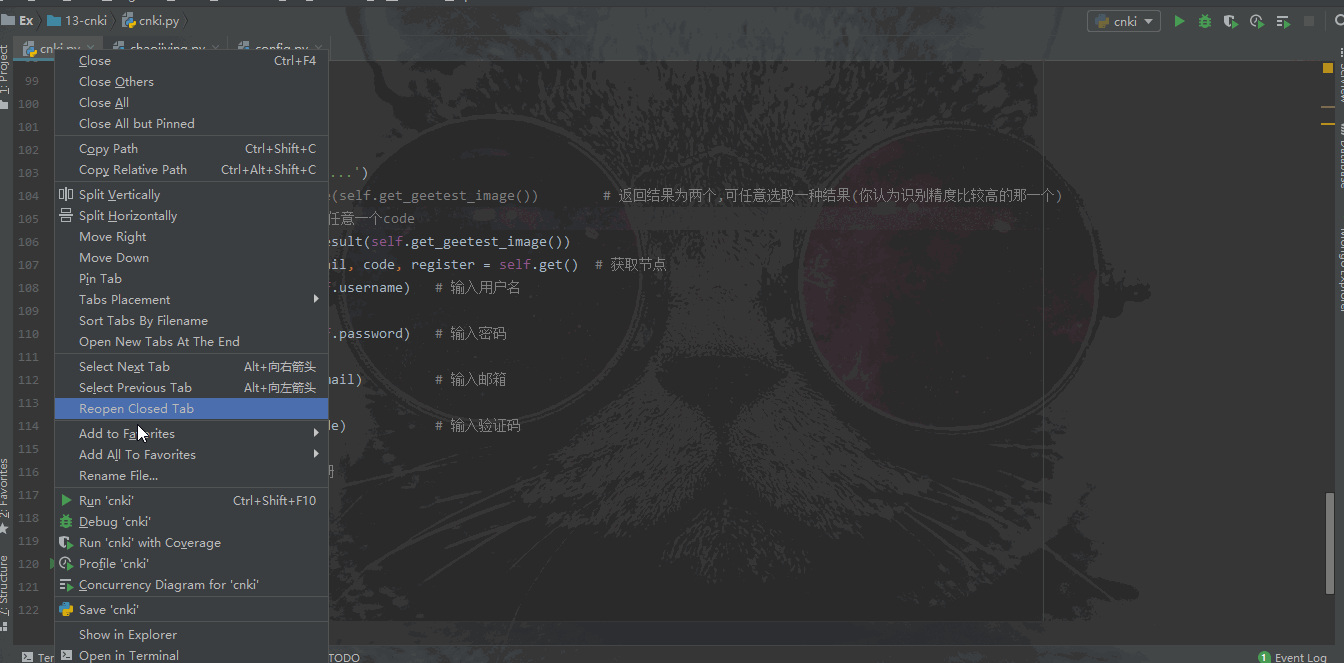 Ex 13-cnki cnki.py cnki
cnki.py chaojiying.py config.py
1: Project
Close Ctrl+F4
99
Close Others
100
Close All
101
Close All but Pinned
102
Copy Path Ctrl+Shift+C
103
Copy Relative Path Ctrl+Alt+Shift+C
...')
104
Split Vertically
(self.get_geetest_image()) # 返回结果为两个,可任意选取一种结果(你认为识别精度比较高的那一个)
105
Split Horizontally
任意一个code
106
Move Right
sult(self.get_geetest_image())
107
Move Down
il, code, register = self.get() # 获取节点
108
Pin Tab
.username) # 输入用户名
109
Tabs Placement
Sort Tabs By Filename
110
Open New Tabs At The End
.password) # 输入密码
111
Select Next Tab Alt+向右箭头
112
Select Previous Tab Alt+向左箭头
ail) # 输入邮箱
113
Reopen Closed Tab
114
Add to Favorites
e) # 输入验证码
115
Add All To Favorites
116
Rename File...
117
Run 'cnki' Ctrl+Shift+F10
118
Debug 'cnki'
119
Run 'cnki' with Coverage
120
Profile 'cnki'
121
Concurrency Diagram for 'cnki'
122
Save 'cnki'
Show in Explorer
Open in Terminal
2: Favorites
7: Structure
SciView
Database
Mongo Explorer
Ter TODO
1 Event Log